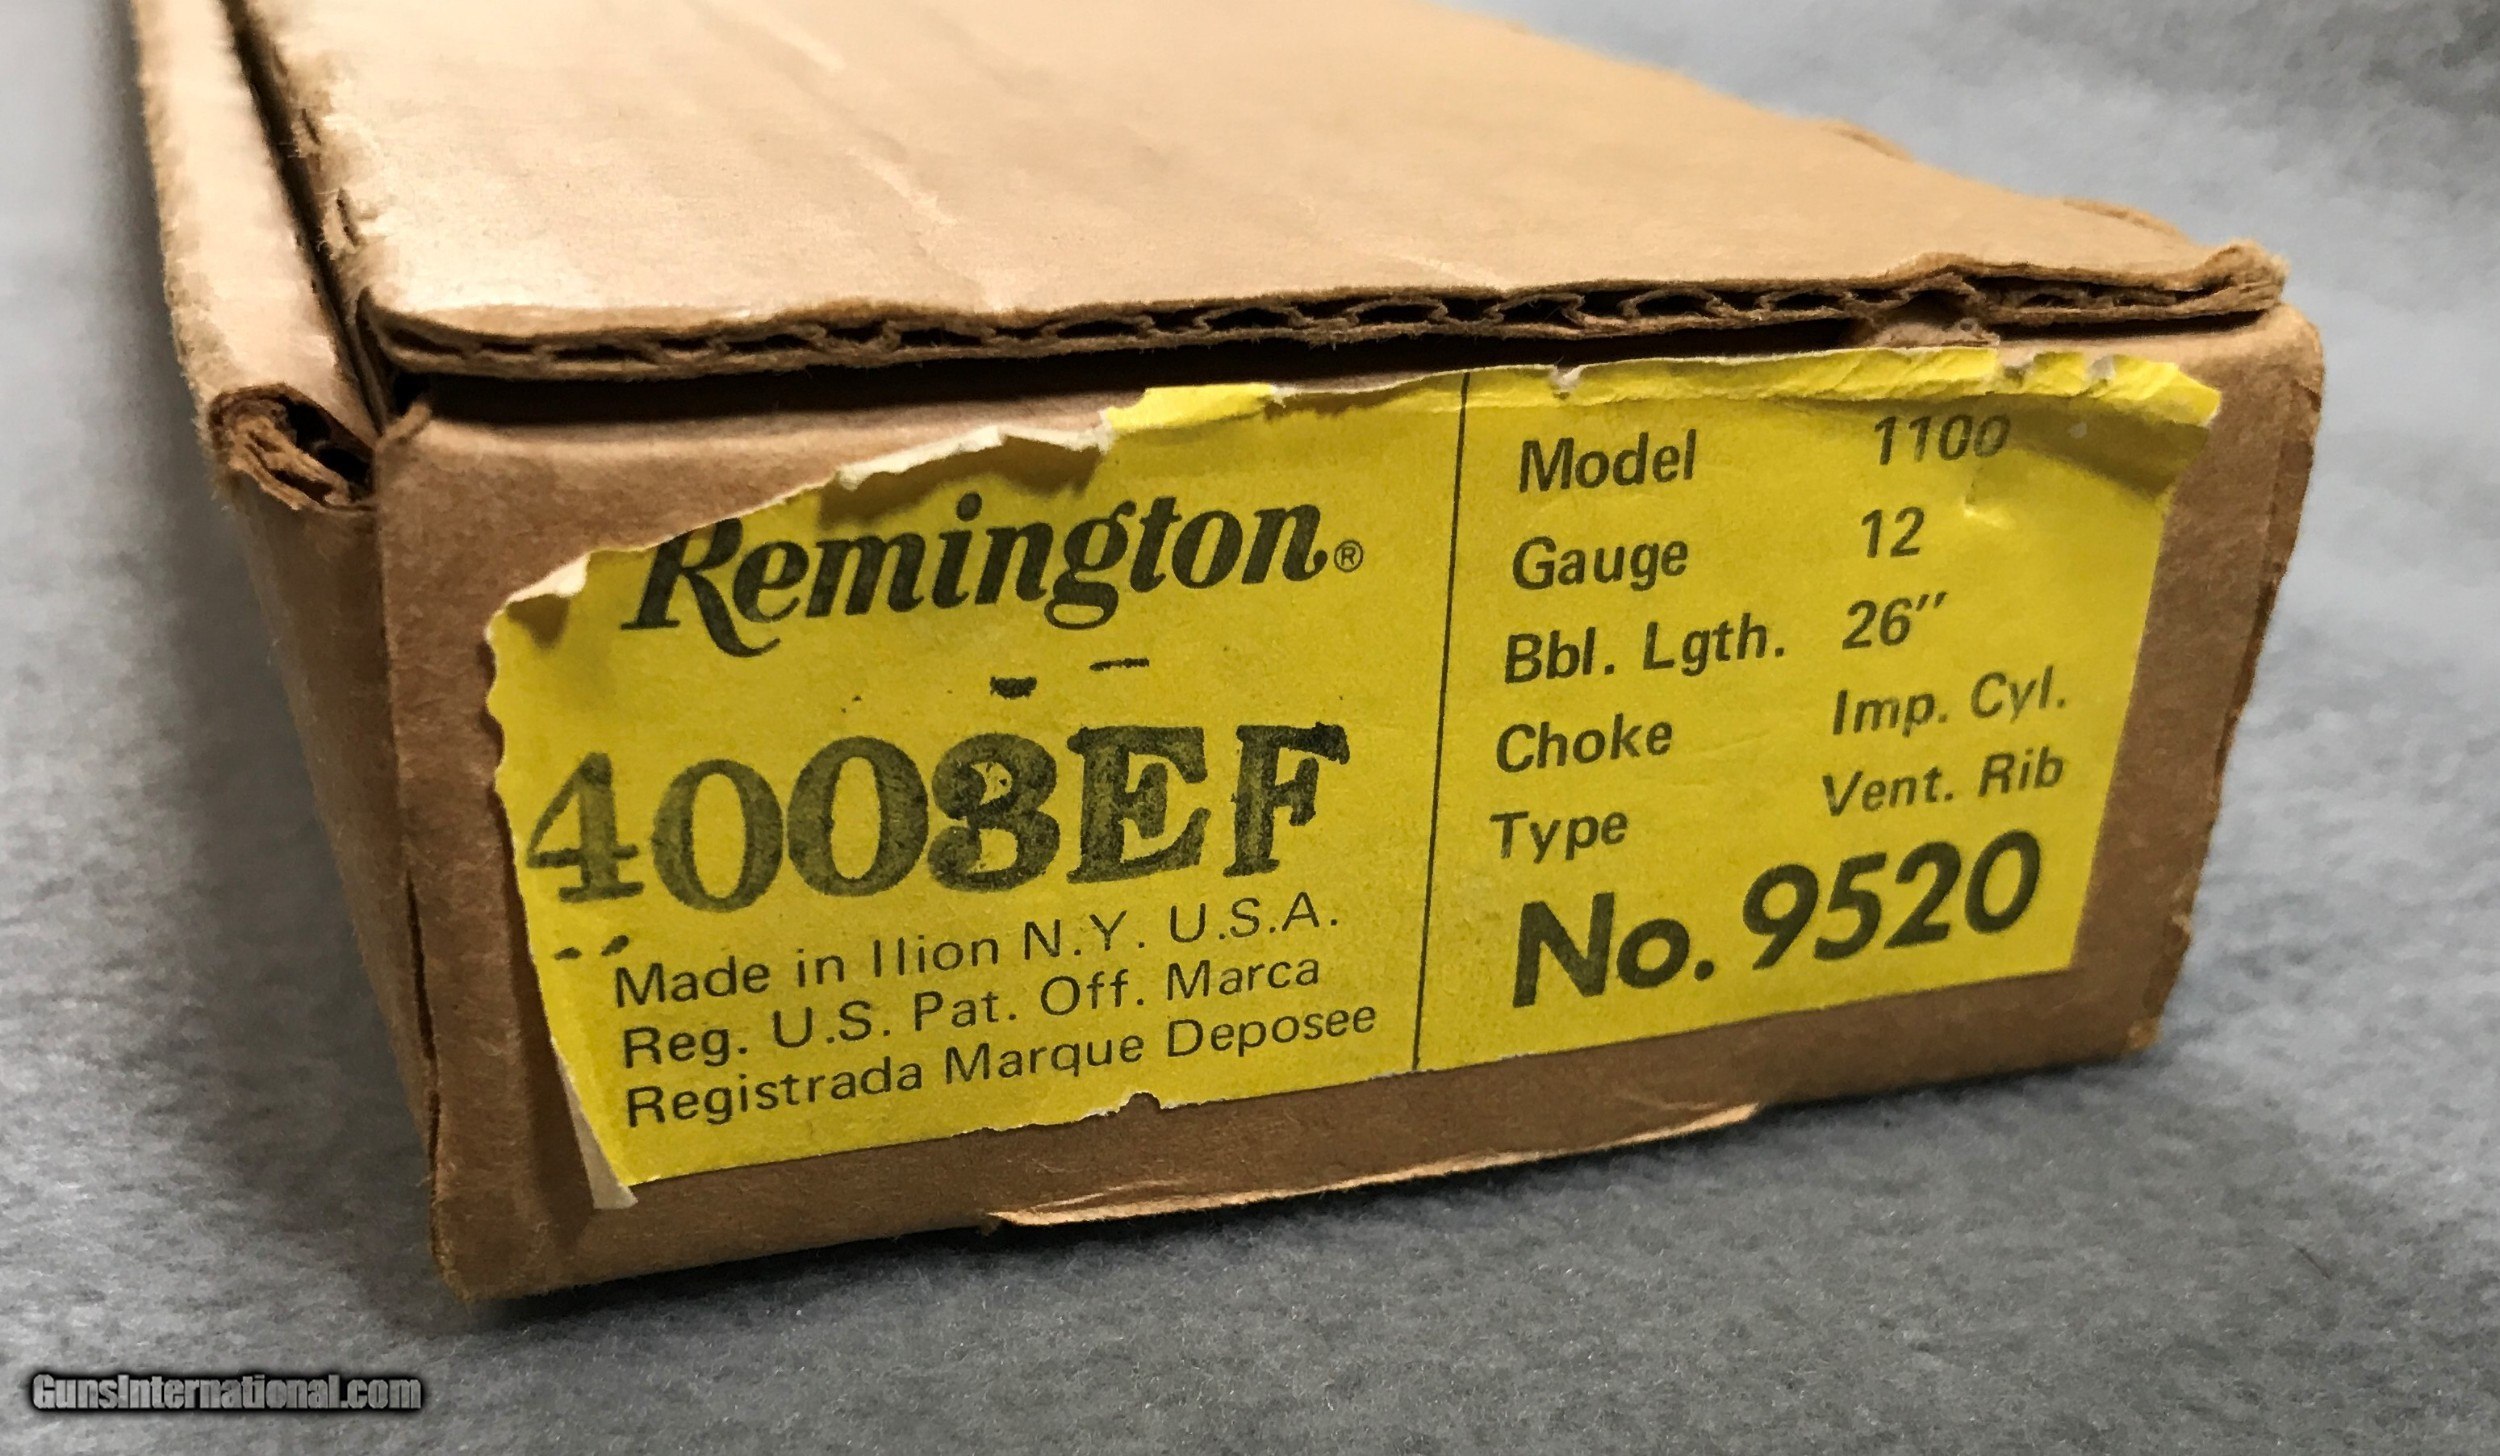 Remington®
4008EF
Made in Ilion N.Y. U.S.A.
Reg. U.S. Pat. Off. Marca
Registrada Marque Deposee
Model 1100
Gauge 12
Bbl. Lgth. 26"
Choke Imp. Cyl.
Type Vent. Rib
No. 9520
GunsInternational.com